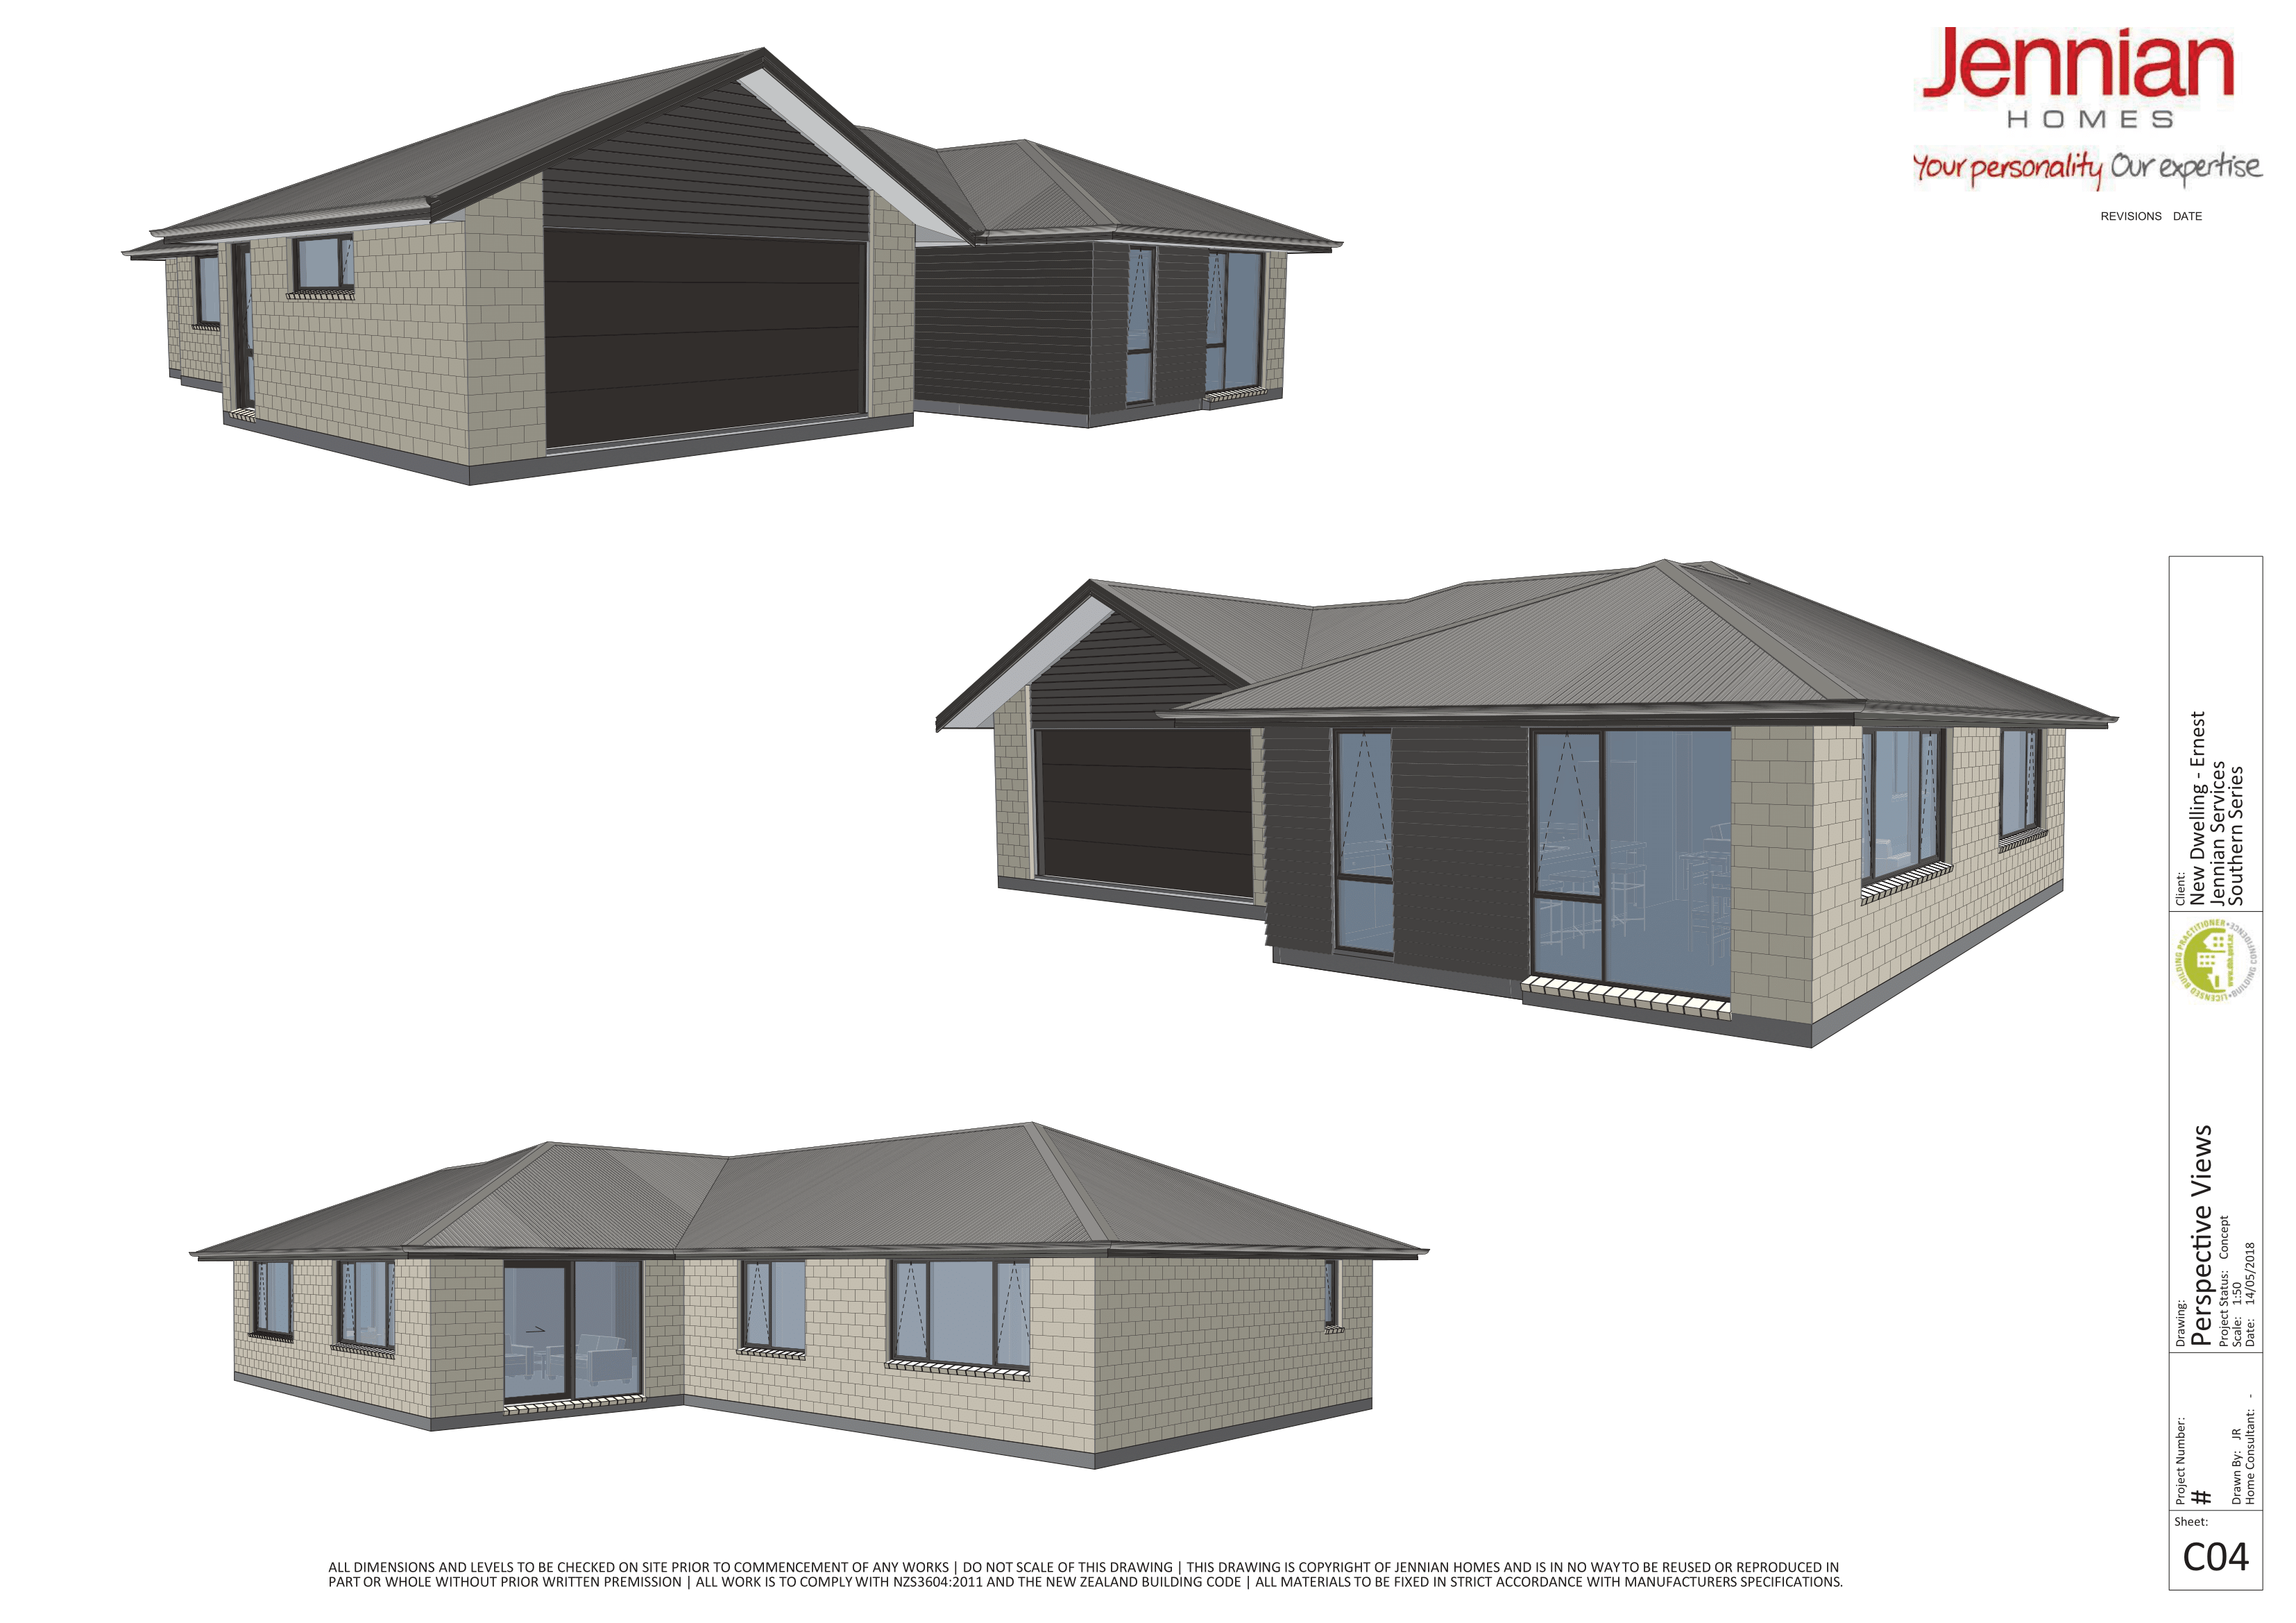 Jennian
HOMES
Your personality Our expertise
REVISIONS DATE
Client:
New Dwelling - Ernest
Jennian Services
Southern Series
LICENSED BUILDING PRACTITIONER • BUILDING CONFIDENCE •
Drawing:
Perspective Views
Project Status: Concept
Scale: 1:50
Date: 14/05/2018
Project Number:
#
Drawn By: JR
Home Consultant: -
Sheet:
C04
ALL DIMENSIONS AND LEVELS TO BE CHECKED ON SITE PRIOR TO COMMENCEMENT OF ANY WORKS | DO NOT SCALE OF THIS DRAWING | THIS DRAWING IS COPYRIGHT OF JENNIAN HOMES AND IS IN NO WAY TO BE REUSED OR REPRODUCED IN
PART OR WHOLE WITHOUT PRIOR WRITTEN PREMISSION | ALL WORK IS TO COMPLY WITH NZS3604:2011 AND THE NEW ZEALAND BUILDING CODE | ALL MATERIALS TO BE FIXED IN STRICT ACCORDANCE WITH MANUFACTURERS SPECIFICATIONS.